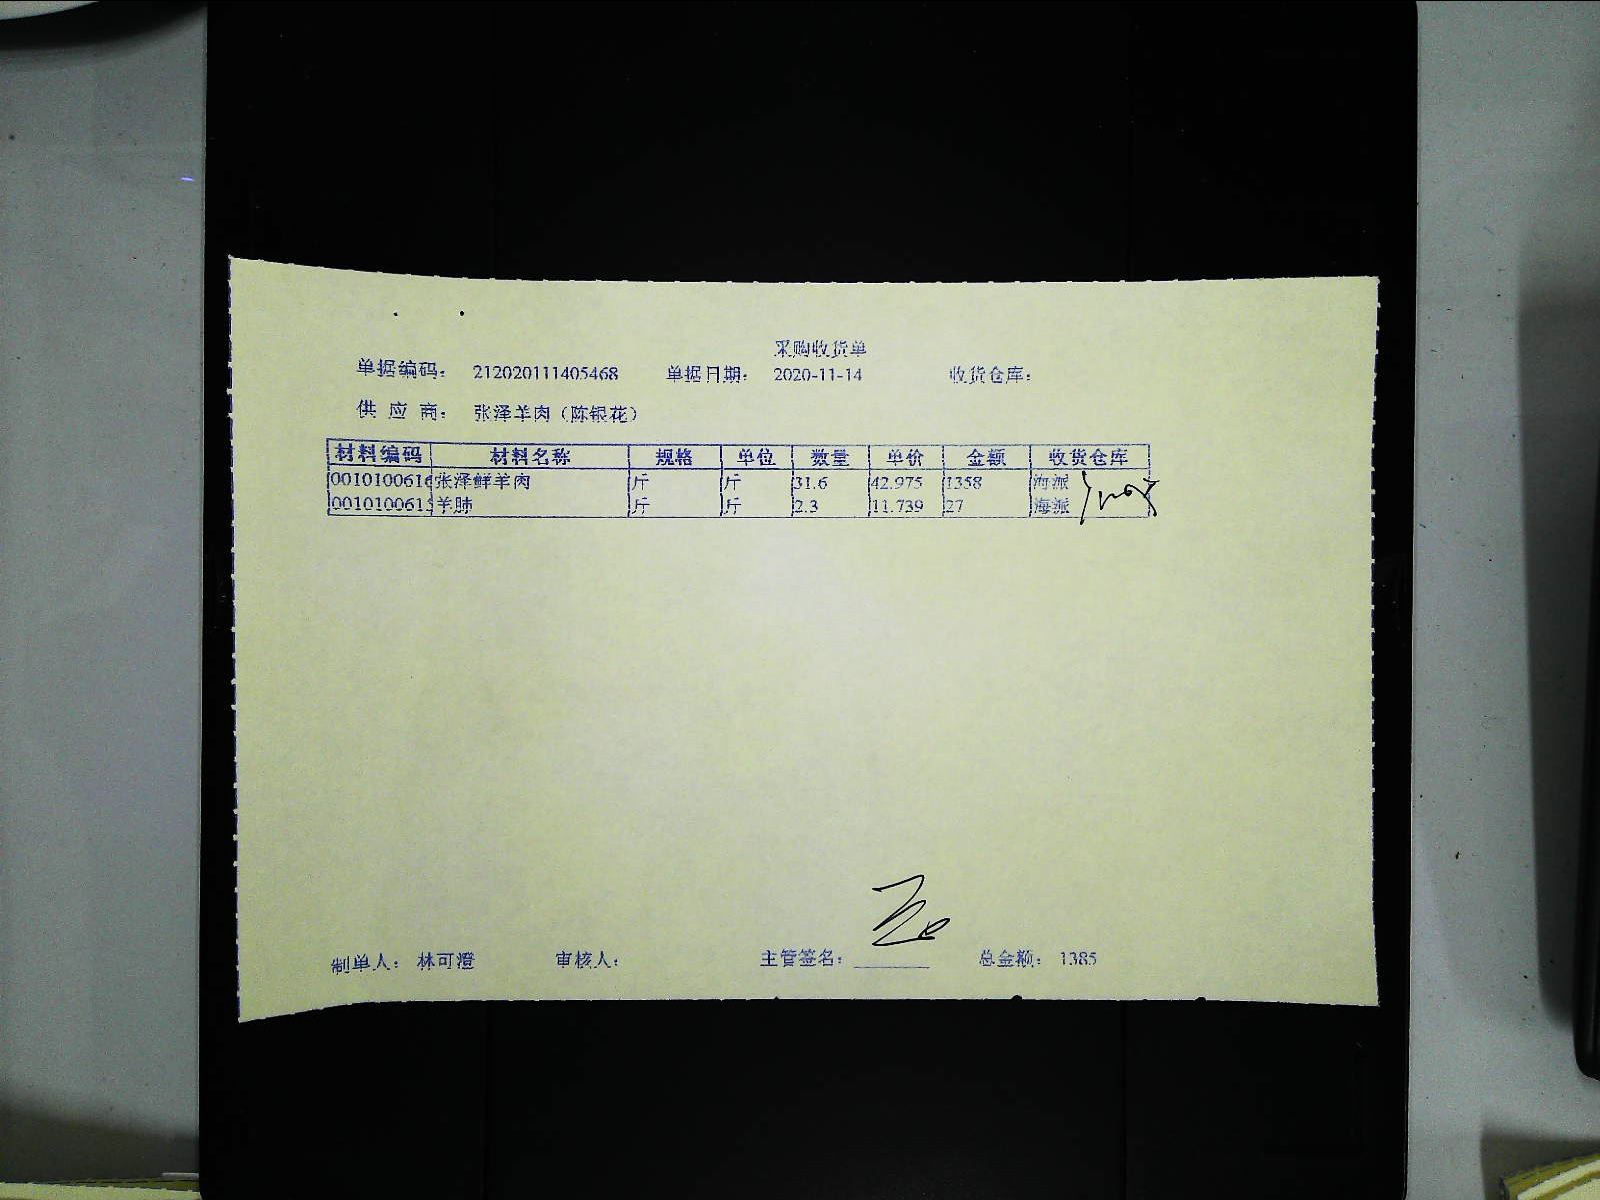 采购收货单
单据编码： 212020111405468 单据日期： 2020-11-14 收货仓库：
供 应 商： 张泽羊肉（陈银花）
材料编码 材料名称 规格 单位 数量 单价 金额 收货仓库
0010100616 张泽鲜羊肉 斤 斤 31.6 42.975 1358 海派
001010061 羊肺 斤 斤 2.3 11.739 27 海派
制单人： 林可澄 审核人： 主管签名： 总金额： 1385